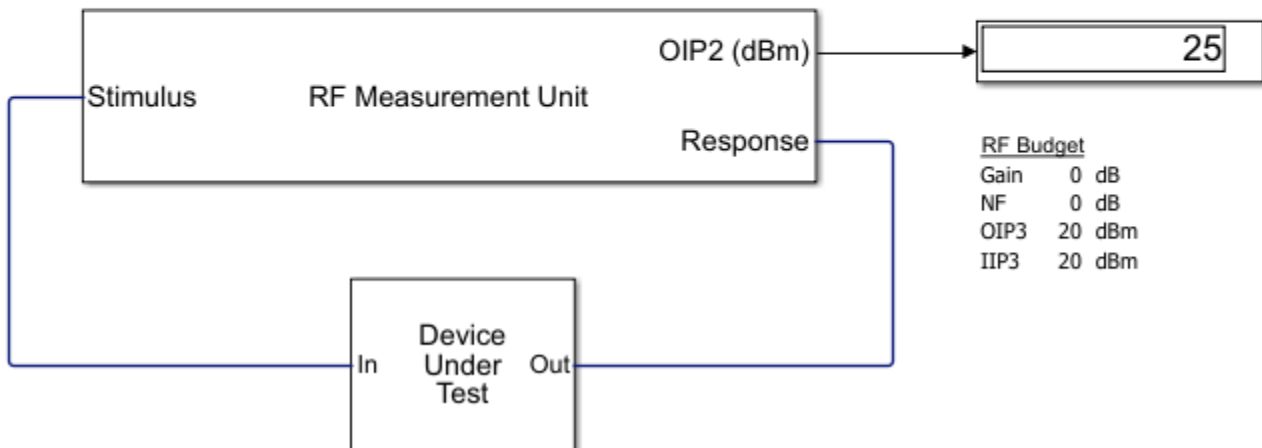 OIP2 (dBm)
25
Stimulus
RF Measurement Unit
Response
RF Budget
Gain 0 dB
NF 0 dB
OIP3 20 dBm
IIP3 20 dBm
Device
Under
Test
In
Out